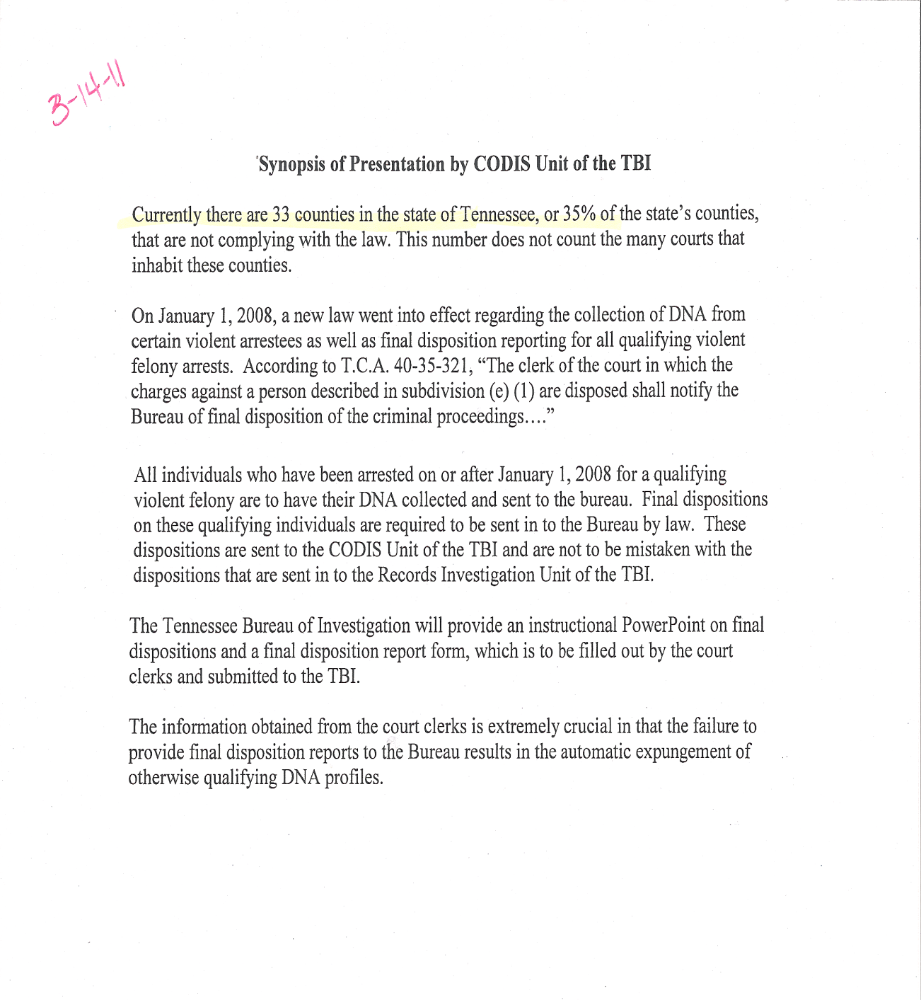 3-14-11
Synopsis of Presentation by CODIS Unit of the TBI
Currently there are 33 counties in the state of Tennessee, or 35% of the state's counties,
that are not complying with the law. This number does not count the many courts that
inhabit these counties.
On January 1, 2008, a new law went into effect regarding the collection of DNA from
certain violent arrestees as well as final disposition reporting for all qualifying violent
felony arrests.  According to T.C.A. 40-35-321, “The clerk of the court in which the
charges against a person described in subdivision (e) (1) are disposed shall notify the
Bureau of final disposition of the criminal proceedings….”
All individuals who have been arrested on or after January 1, 2008 for a qualifying
violent felony are to have their DNA collected and sent to the bureau.  Final dispositions
on these qualifying individuals are required to be sent in to the Bureau by law.  These
dispositions are sent to the CODIS Unit of the TBI and are not to be mistaken with the
dispositions that are sent in to the Records Investigation Unit of the TBI.
The Tennessee Bureau of Investigation will provide an instructional PowerPoint on final
dispositions and a final disposition report form, which is to be filled out by the court
clerks and submitted to the TBI.
The information obtained from the court clerks is extremely crucial in that the failure to
provide final disposition reports to the Bureau results in the automatic expungement of
otherwise qualifying DNA profiles.